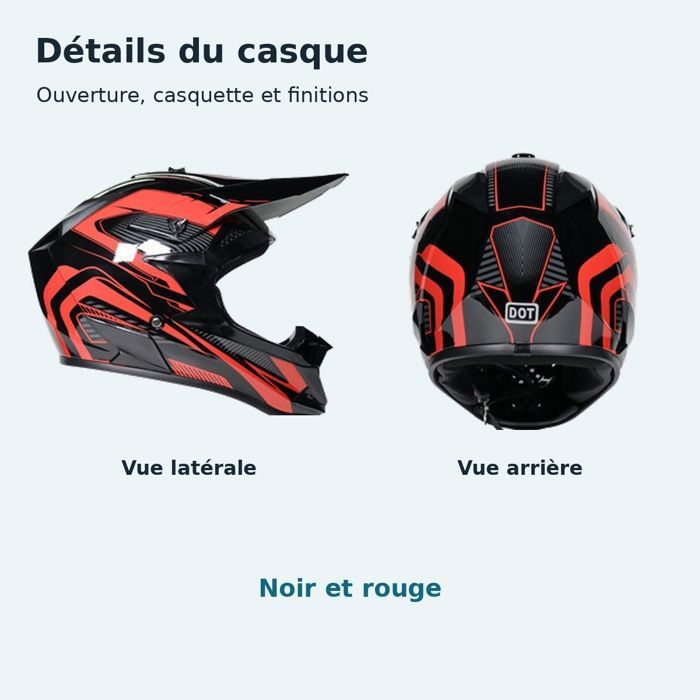 Détails du casque
Ouverture, casquette et finitions
DOT
Vue latérale
Vue arrière
Noir et rouge